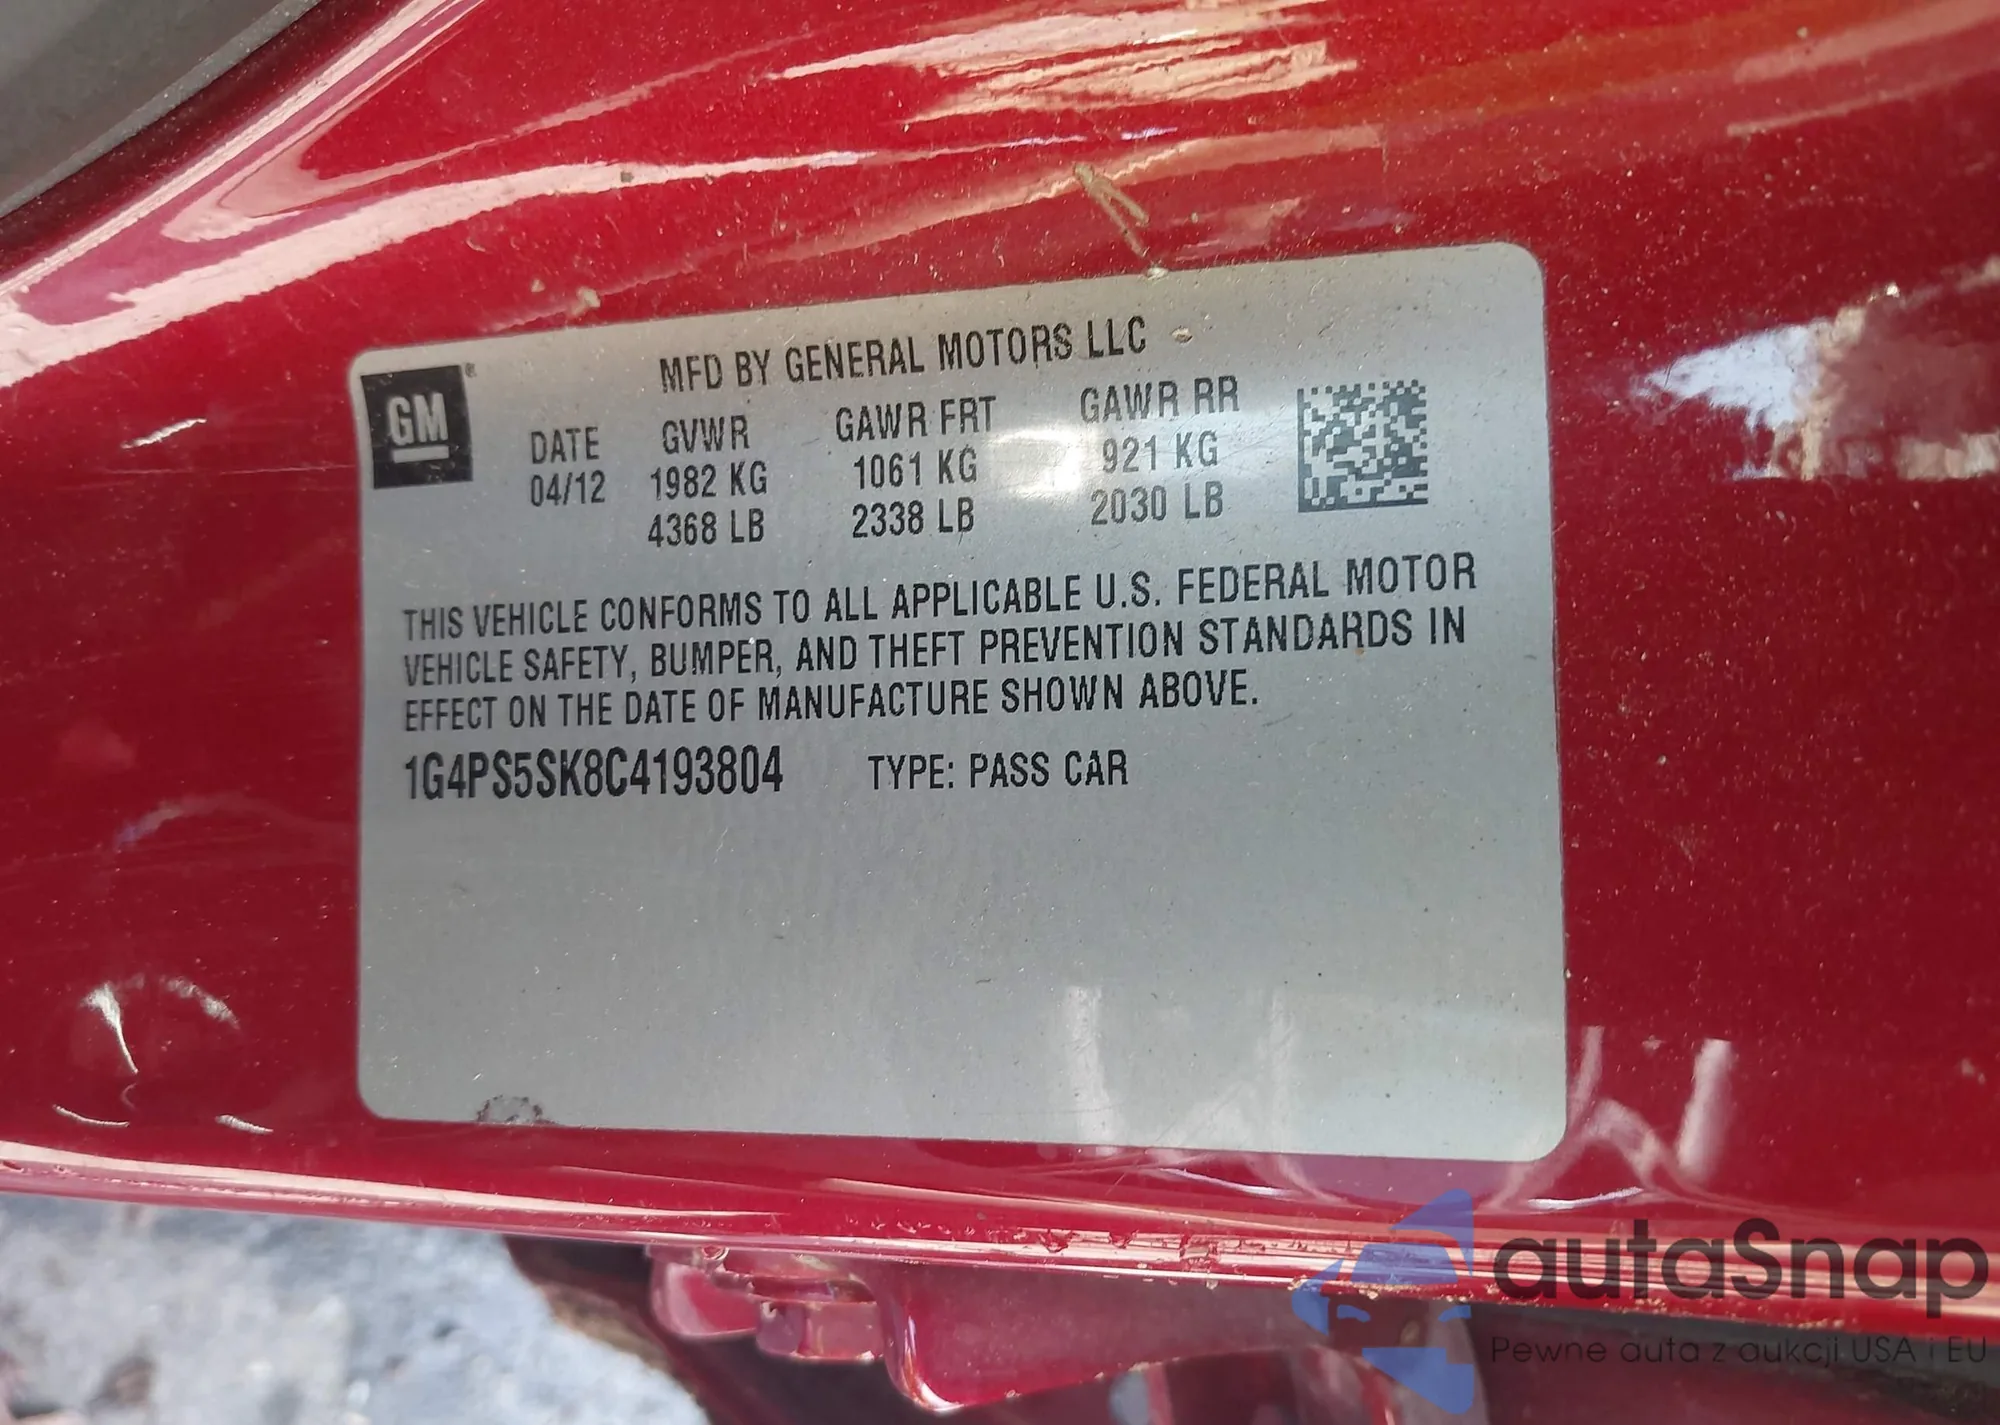 MFD BY GENERAL MOTORS LLC
GM®
DATE GVWR GAWR FRT GAWR RR
04/12 1982 KG 1061 KG 921 KG
4368 LB 2338 LB 2030 LB
THIS VEHICLE CONFORMS TO ALL APPLICABLE U.S. FEDERAL MOTOR
VEHICLE SAFETY, BUMPER, AND THEFT PREVENTION STANDARDS IN
EFFECT ON THE DATE OF MANUFACTURE SHOWN ABOVE.
1G4PS5SK8C4193804 TYPE: PASS CAR
autaSnap
Pewne auta z aukcji USA i EU